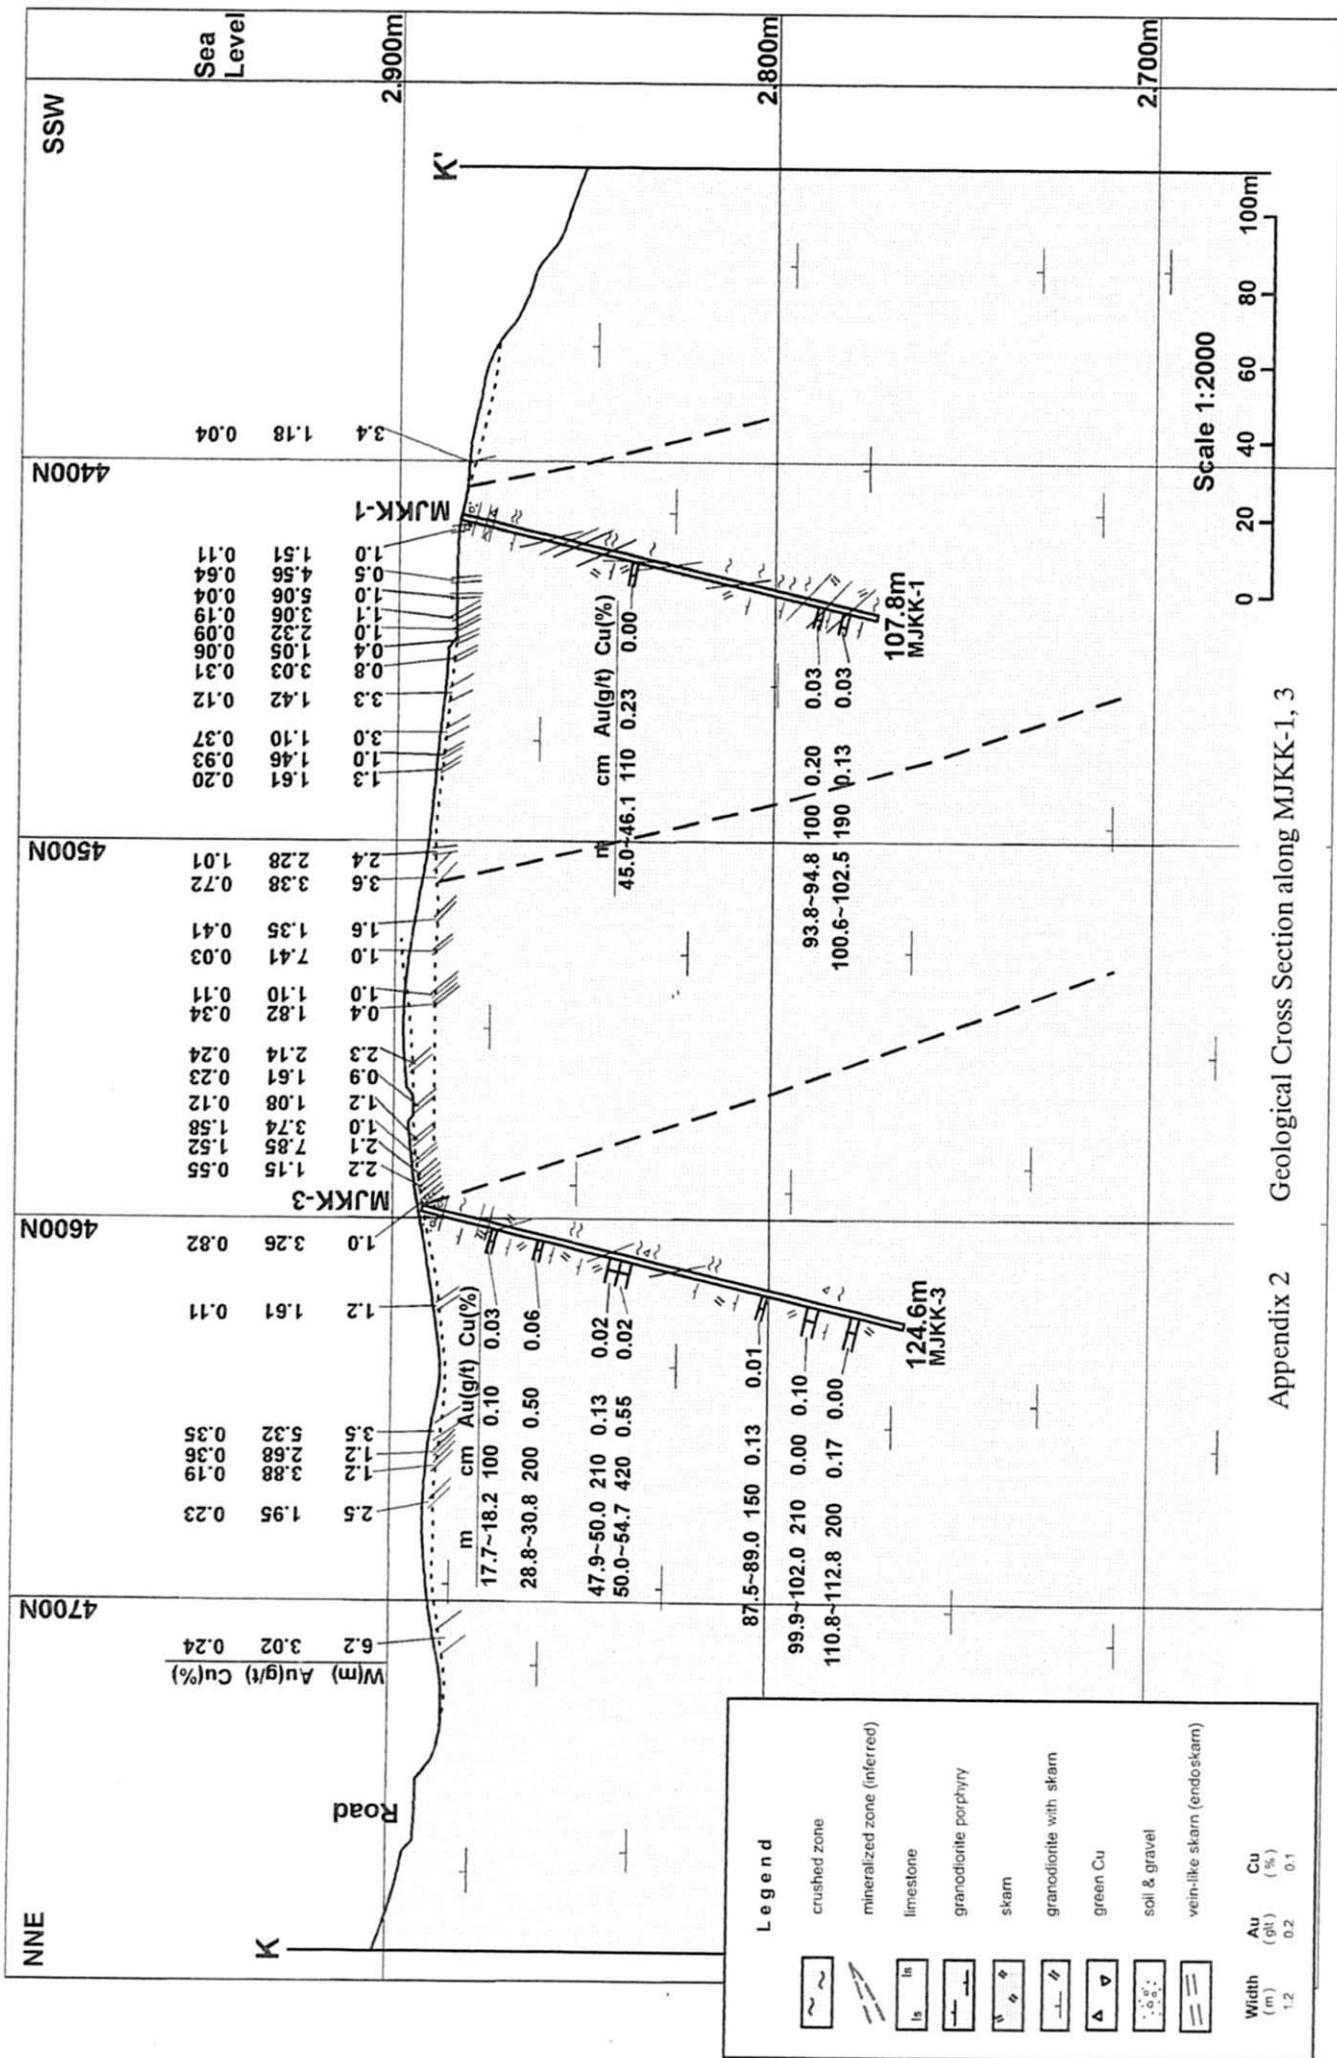 NNE
SSW
K
K'
Road
Sea
Level
2.900m
2.800m
2.700m
4700N
4600N
4500N
4400N
W(m) Au(g/t) Cu(%)
6.2 3.02 0.24
2.5 1.95 0.23
1.2 3.88 0.19
1.2 2.68 0.36
3.5 5.32 0.35
1.2 1.61 0.11
1.0 3.26 0.82
MJKK-3
2.2 1.15 0.55
2.1 7.85 1.52
1.0 3.74 1.58
1.2 1.08 0.12
0.9 1.61 0.23
2.3 2.14 0.24
0.4 1.82 0.34
1.0 1.10 0.11
1.0 7.41 0.03
1.6 1.35 0.41
3.6 3.38 0.72
2.4 2.28 1.01
1.3 1.61 0.20
1.0 1.46 0.93
3.0 1.10 0.37
3.3 1.42 0.12
0.8 3.03 0.31
0.4 1.05 0.06
1.0 2.32 0.09
1.1 3.06 0.19
1.0 5.06 0.04
0.5 4.56 0.64
1.0 1.51 0.11
MJKK-1
3.4 1.18 0.04
m cm Au(g/t) Cu(%)
17.7~18.2 100 0.10 0.03
28.8~30.8 200 0.50 0.06
47.9~50.0 210 0.13 0.02
50.0~54.7 420 0.55 0.02
87.5~89.0 150 0.13 0.01
99.9~102.0 210 0.00 0.10
110.8~112.8 200 0.17 0.00
124.6m
MJKK-3
m cm Au(g/t) Cu(%)
45.0~46.1 110 0.23 0.00
93.8~94.8 100 0.20 0.03
100.6~102.5 190 0.13 0.03
107.8m
MJKK-1
Scale 1:2000
0 20 40 60 80 100m
Legend
crushed zone
mineralized zone (inferred)
ls ls limestone
granodiorite porphyry
skarn
granodiorite with skarn
green Cu
soil & gravel
vein-like skarn (endoskarn)
Width Au Cu
(m) (g/t) (%)
1.2 0.2 0.1
Appendix 2 Geological Cross Section along MJKK-1, 3